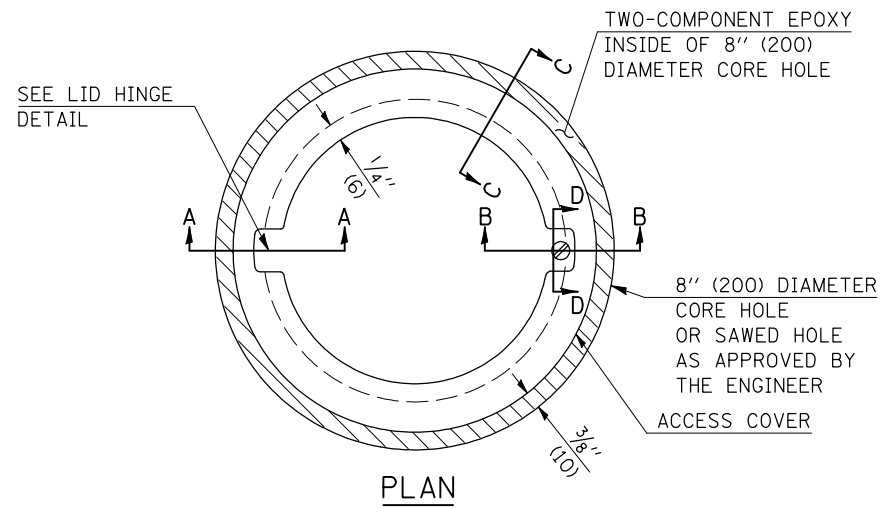 TWO-COMPONENT EPOXY
INSIDE OF 8" (200)
DIAMETER CORE HOLE
SEE LID HINGE
DETAIL
C
C
1/4"
(6)
A
A
B
B
D
D
8" (200) DIAMETER
CORE HOLE
OR SAWED HOLE
AS APPROVED BY
THE ENGINEER
ACCESS COVER
3/8"
(10)
PLAN